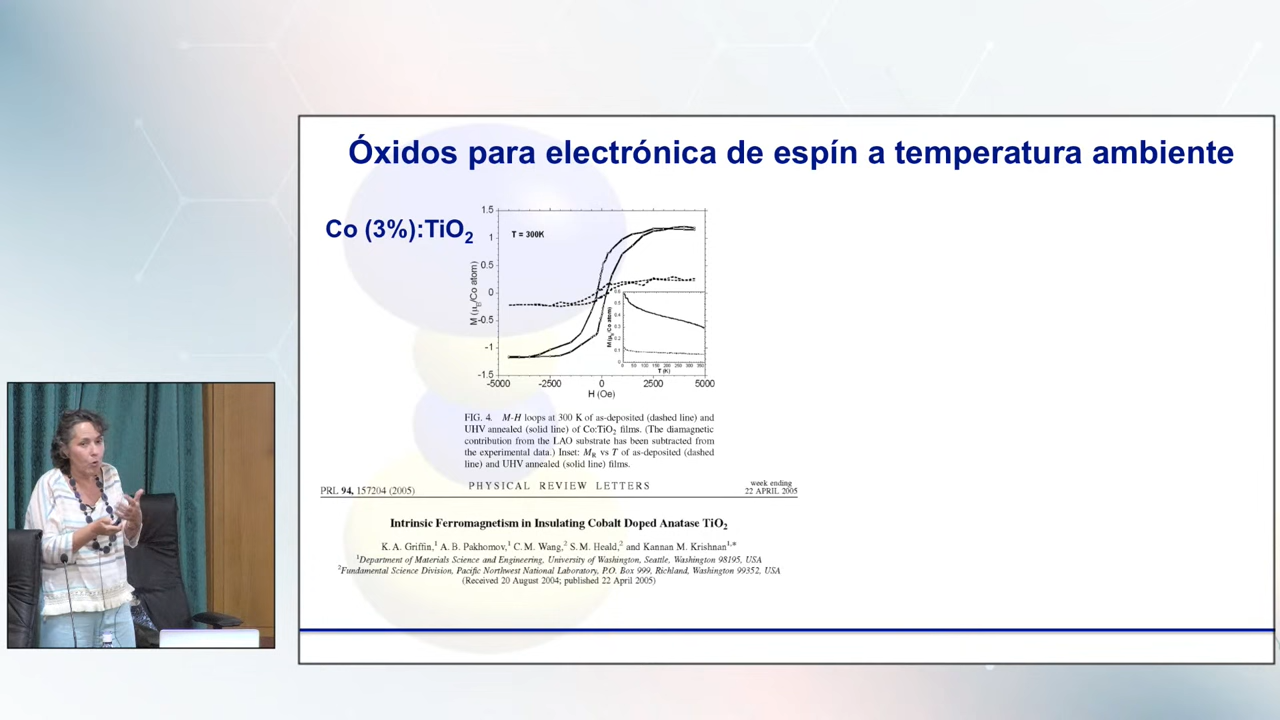 Óxidos para electrónica de espín a temperatura ambiente
Co (3%):TiO2
1.5
1
0.5
0
-0.5
-1
-1.5
M (μB/Co atom)
T = 300K
-5000 -2500 0 2500 5000
H (Oe)
T (K)
FIG. 4. M-H loops at 300 K of as-deposited (dashed line) and
UHV annealed (solid line) of Co:TiO2 films. (The diamagnetic
contribution from the LAO substrate has been subtracted from
the experimental data.) Inset: MR vs T of as-deposited (dashed
line) and UHV annealed (solid line) films.
PRL 94, 157204 (2005)
PHYSICAL REVIEW LETTERS
week ending
22 APRIL 2005
Intrinsic Ferromagnetism in Insulating Cobalt Doped Anatase TiO2
K. A. Griffin,1 A. B. Pakhomov,1 C. M. Wang,2 S. M. Heald,2 and Kannan M. Krishnan1,*
1Department of Materials Science and Engineering, University of Washington, Seattle, Washington 98195, USA
2Fundamental Science Division, Pacific Northwest National Laboratory, P.O. Box 999, Richland, Washington 99352, USA
(Received 20 August 2004; published 22 April 2005)